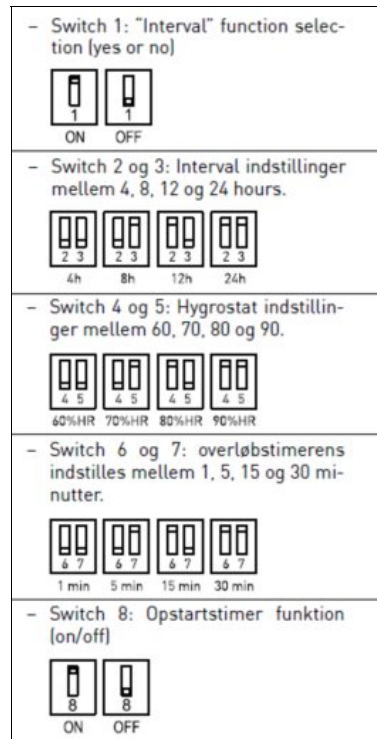 – Switch 1: "Interval" function selec-
tion (yes or no)
1 1
ON OFF
– Switch 2 og 3: Interval indstillinger
mellem 4, 8, 12 og 24 hours.
2 3 2 3 2 3 2 3
4h 8h 12h 24h
– Switch 4 og 5: Hygrostat indstillin-
ger mellem 60, 70, 80 og 90.
4 5 4 5 4 5 4 5
60%HR 70%HR 80%HR 90%HR
– Switch 6 og 7: overløbstimerens
indstilles mellem 1, 5, 15 og 30 mi-
nutter.
6 7 6 7 6 7 6 7
1 min 5 min 15 min 30 min
– Switch 8: Opstartstimer funktion
(on/off)
8 8
ON OFF